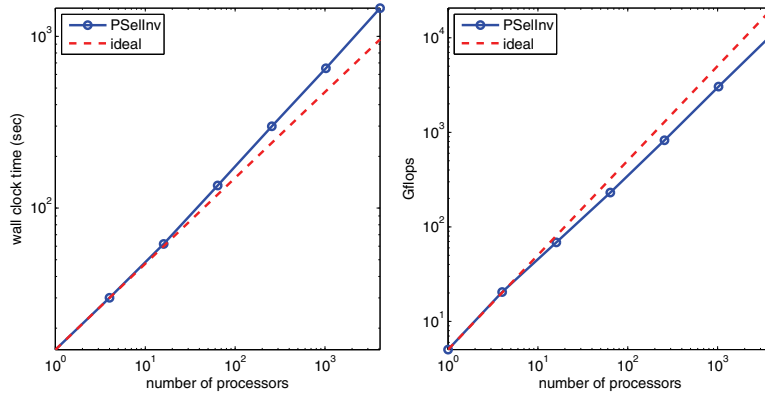 PSelInv
ideal
10^3
10^2
wall clock time (sec)
10^0
10^1
10^2
10^3
number of processors
PSelInv
ideal
10^4
10^3
10^2
10^1
Gflops
10^0
10^1
10^2
10^3
number of processors